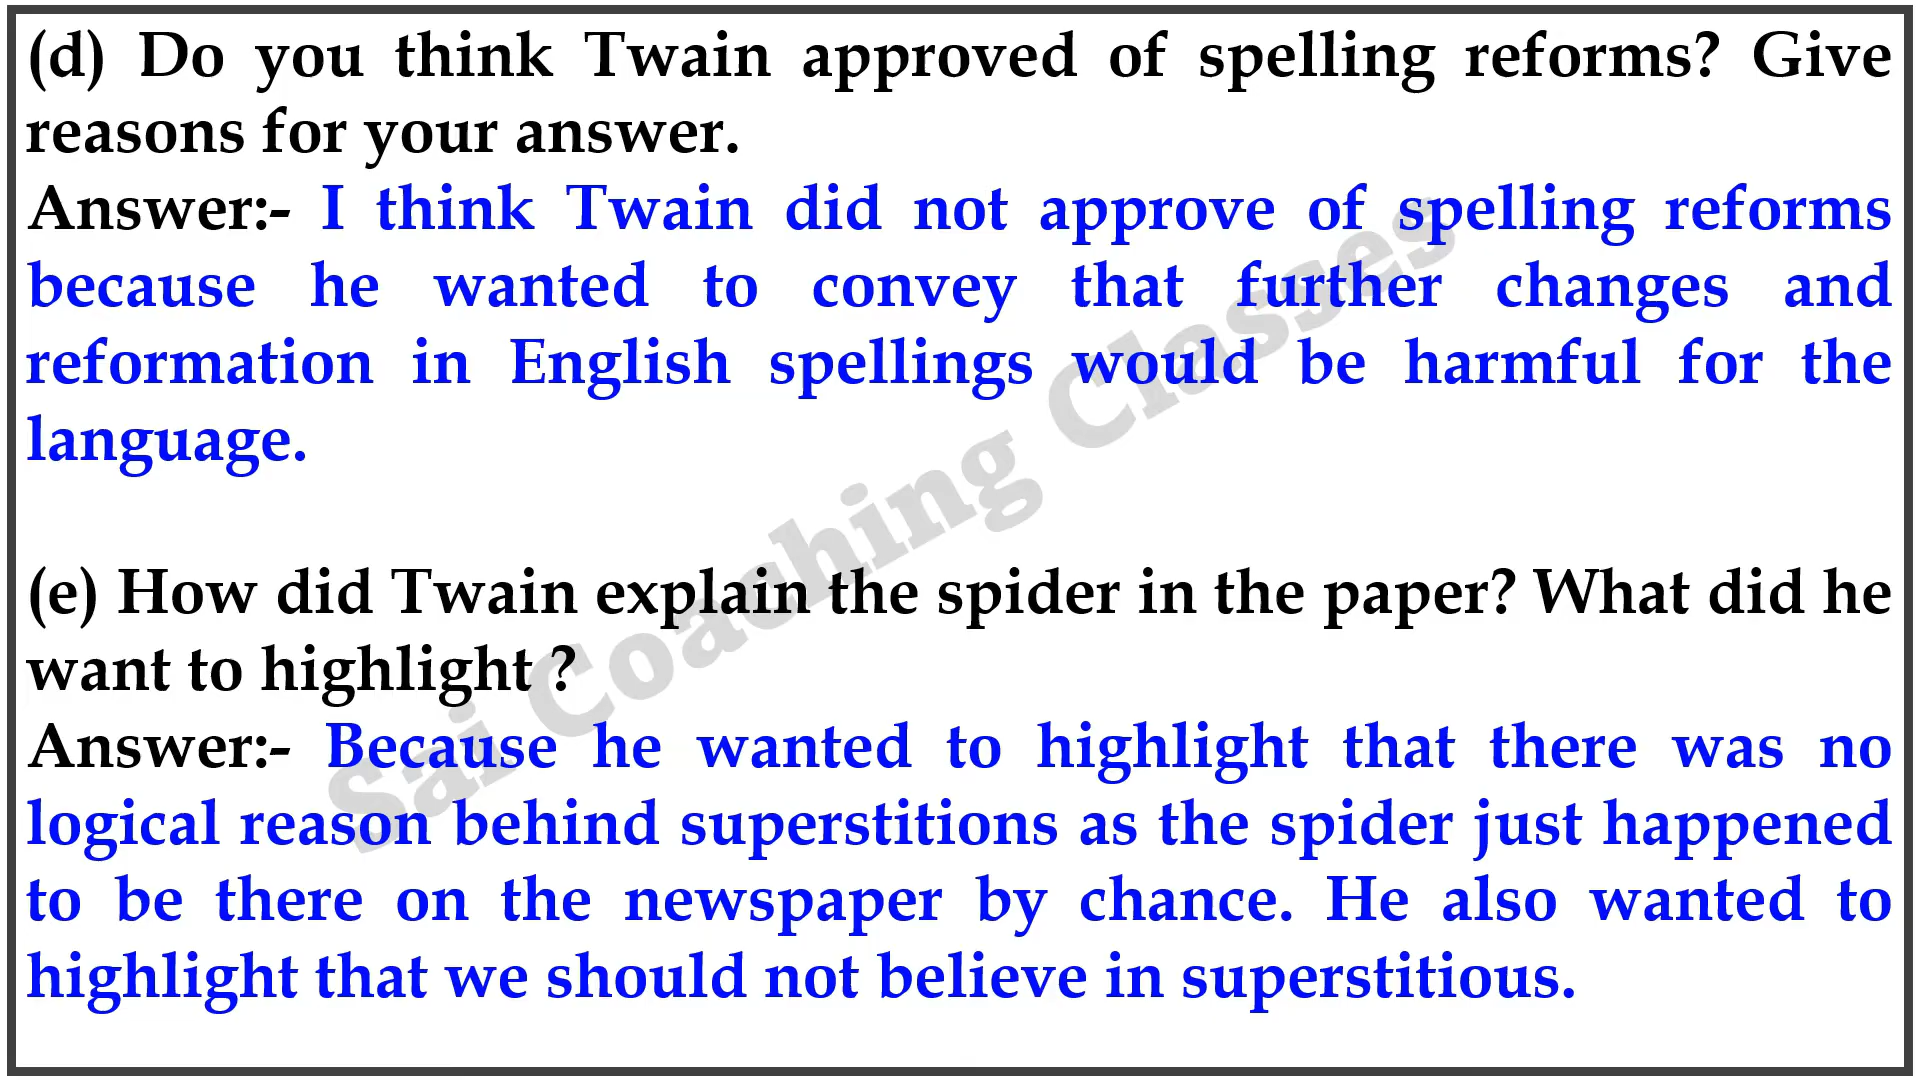 (d) Do you think Twain approved of spelling reforms? Give
reasons for your answer.
Answer:- I think Twain did not approve of spelling reforms
because he wanted to convey that further changes and
reformation in English spellings would be harmful for the
language.
(e) How did Twain explain the spider in the paper? What did he
want to highlight ?
Answer:- Because he wanted to highlight that there was no
logical reason behind superstitions as the spider just happened
to be there on the newspaper by chance. He also wanted to
highlight that we should not believe in superstitious.
Sai Coaching Classes